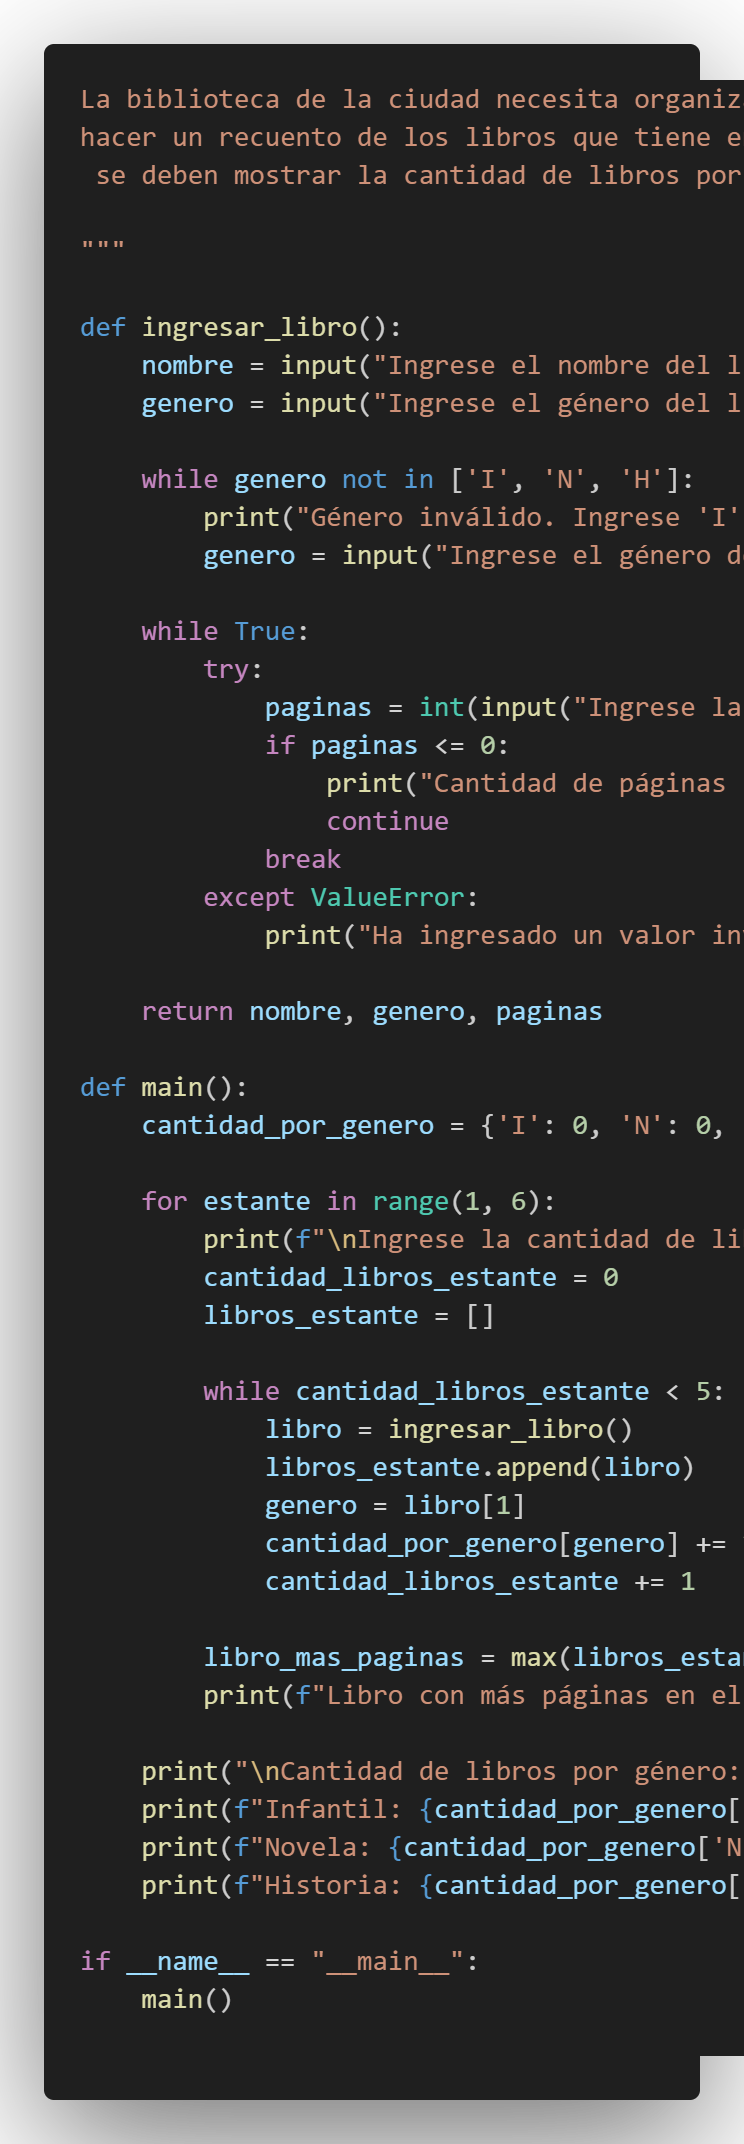 La biblioteca de la ciudad necesita
hacer un recuento de los libros que tiene
 se deben mostrar la cantidad de libros por

"""

def ingresar_libro():
    nombre = input("Ingrese el nombre del
    genero = input("Ingrese el género del

    while genero not in ['I', 'N', 'H']:
        print("Género inválido. Ingrese 'I'
        genero = input("Ingrese el género

    while True:
        try:
            paginas = int(input("Ingrese la
            if paginas <= 0:
                print("Cantidad de páginas
                continue
            break
        except ValueError:
            print("Ha ingresado un valor

    return nombre, genero, paginas

def main():
    cantidad_por_genero = {'I': 0, 'N': 0,

    for estante in range(1, 6):
        print(f"\nIngrese la cantidad de
        cantidad_libros_estante = 0
        libros_estante = []

        while cantidad_libros_estante < 5:
            libro = ingresar_libro()
            libros_estante.append(libro)
            genero = libro[1]
            cantidad_por_genero[genero] +=
            cantidad_libros_estante += 1

        libro_mas_paginas = max(libros_esta
        print(f"Libro con más páginas en el

    print("\nCantidad de libros por género:
    print(f"Infantil: {cantidad_por_genero[
    print(f"Novela: {cantidad_por_genero['N
    print(f"Historia: {cantidad_por_genero[

if __name__ == "__main__":
    main()